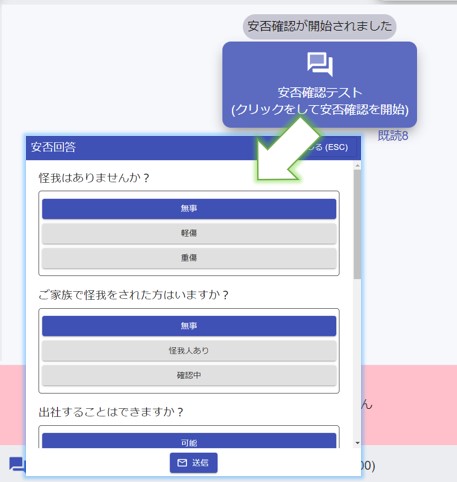 安否確認が開始されました
安否確認テスト
(クリックをして安否確認を開始)
既読8
安否回答
る (ESC)
怪我はありませんか？
無事
軽傷
重傷
ご家族で怪我をされた方はいますか？
無事
怪我人あり
確認中
出社することはできますか？
可能
ん
送信
00)